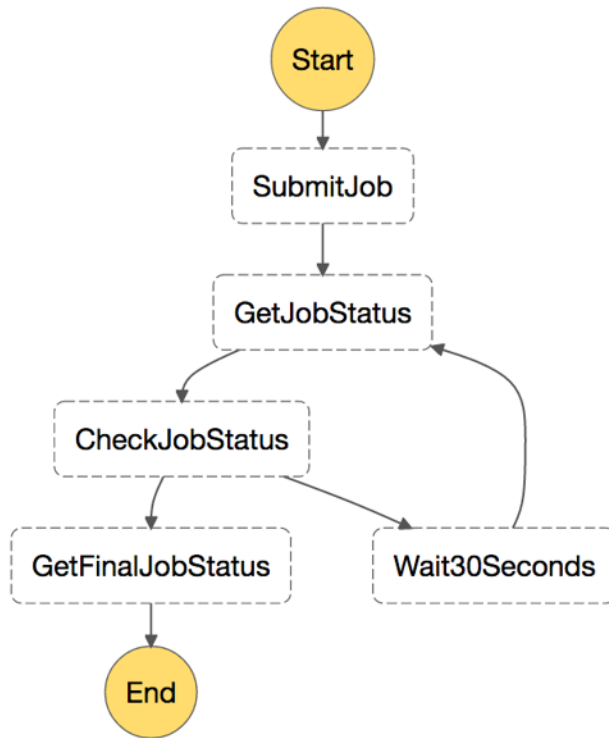 Start
SubmitJob
GetJobStatus
CheckJobStatus
GetFinalJobStatus
Wait30Seconds
End